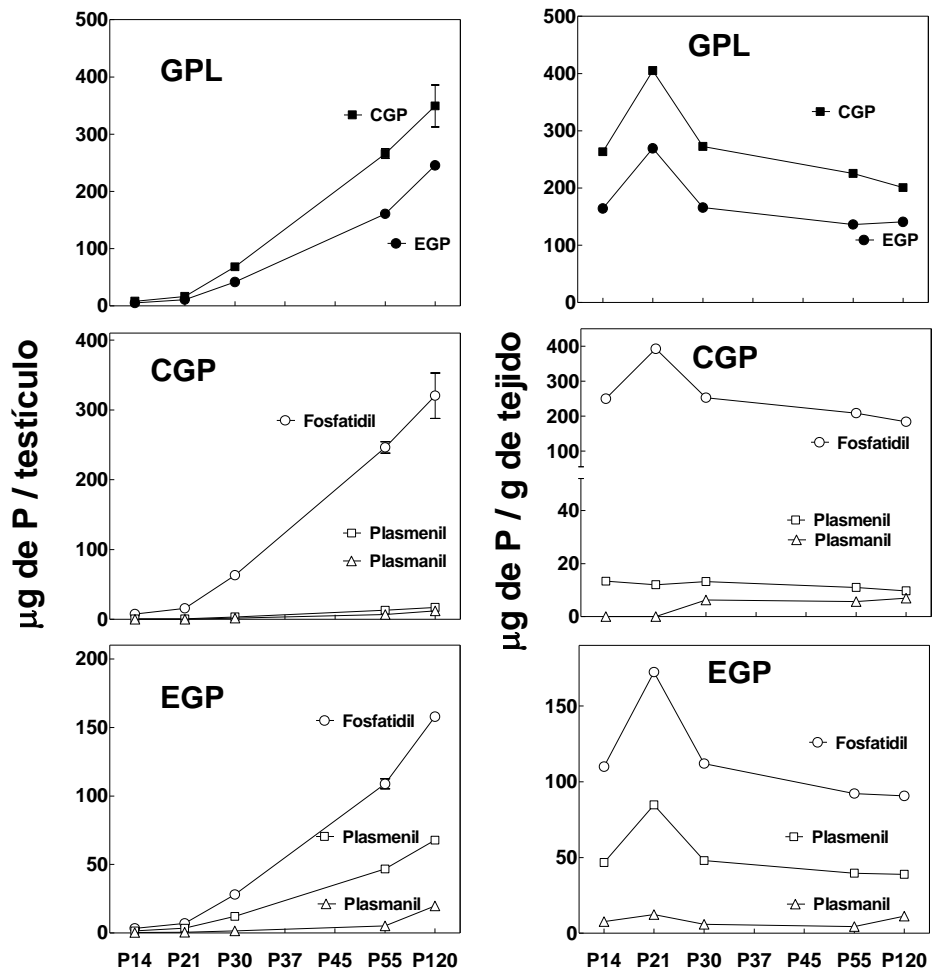 µg de P / testículo
500
400
300
200
100
0
GPL
CGP
EGP
400
300
200
100
0
CGP
Fosfatidil
Plasmenil
Plasmanil
200
150
100
50
0
EGP
Fosfatidil
Plasmenil
Plasmanil
P14 P21 P30 P37 P45 P55 P120
µg de P / g de tejido
500
400
300
200
100
0
GPL
CGP
EGP
400
300
200
100
40
20
0
CGP
Fosfatidil
Plasmenil
Plasmanil
150
100
50
0
EGP
Fosfatidil
Plasmenil
Plasmanil
P14 P21 P30 P37 P45 P55 P120